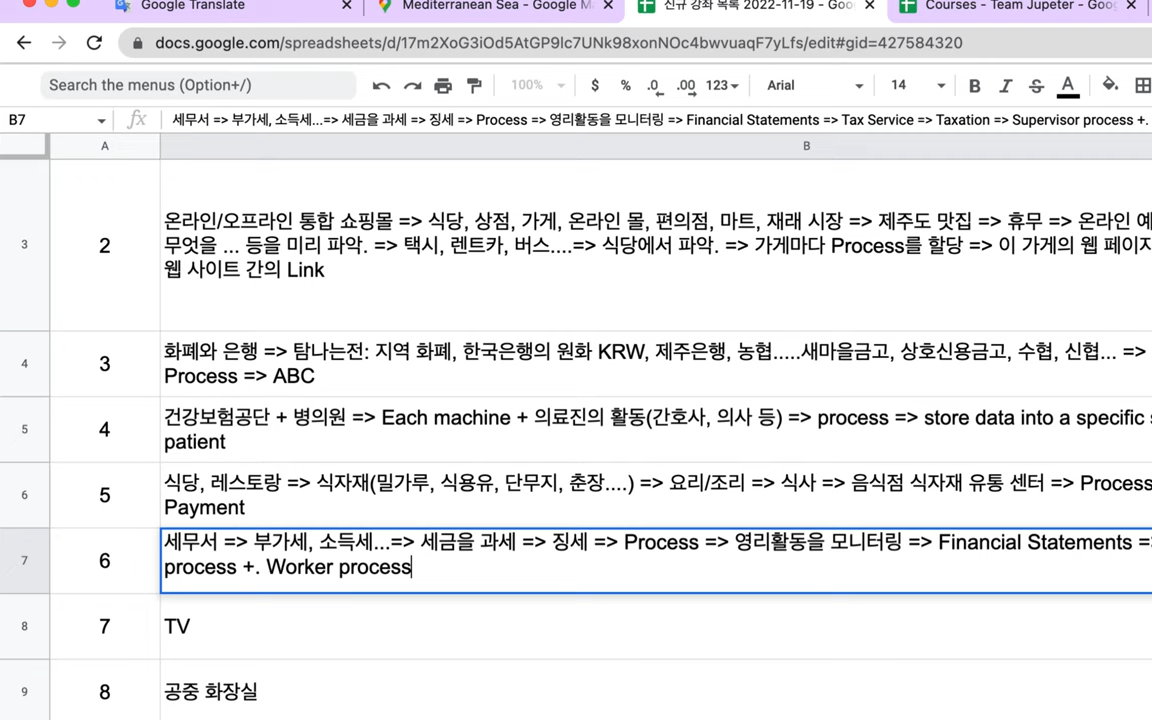 Google Translate
Mediterranean Sea - Google M
신규 강좌 목록 2022-11-19 - Goo
Courses - Team Jupeter - Goog
docs.google.com/spreadsheets/d/17m2XoG3iOd5AtGP9lc7UNk98xonNOc4bwvuaqF7yLfs/edit#gid=427584320
Search the menus (Option+/) 100% $ % .0 .00 123 Arial 14 B I S A
B7 fx 세무서 => 부가세, 소득세...=> 세금을 과세 => 징세 => Process => 영리활동을 모니터링 => Financial Statements => Tax Service => Taxation => Supervisor process +.
A B
3 2 온라인/오프라인 통합 쇼핑몰 => 식당, 상점, 가게, 온라인 몰, 편의점, 마트, 재래 시장 => 제주도 맛집 => 휴무 => 온라인 예
무엇을 ... 등을 미리 파악. => 택시, 렌트카, 버스....=> 식당에서 파악. => 가게마다 Process를 할당 => 이 가게의 웹 페이지
웹 사이트 간의 Link
4 3 화폐와 은행 => 탐나는전: 지역 화폐, 한국은행의 원화 KRW, 제주은행, 농협.....새마을금고, 상호신용금고, 수협, 신협... =>
Process => ABC
5 4 건강보험공단 + 병의원 => Each machine + 의료진의 활동(간호사, 의사 등) => process => store data into a specific s
patient
6 5 식당, 레스토랑 => 식자재(밀가루, 식용유, 단무지, 춘장....) => 요리/조리 => 식사 => 음식점 식자재 유통 센터 => Process
Payment
7 6 세무서 => 부가세, 소득세...=> 세금을 과세 => 징세 => Process => 영리활동을 모니터링 => Financial Statements =>
process +. Worker process
8 7 TV
9 8 공중 화장실